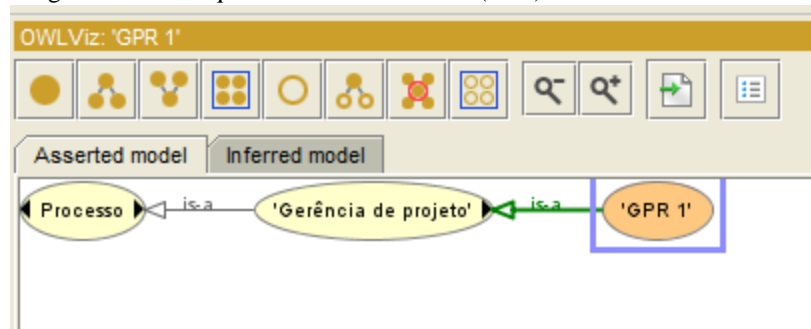 OWLViz: 'GPR 1'
Asserted model Inferred model
Processo is-a 'Gerência de projeto' is-a 'GPR 1'